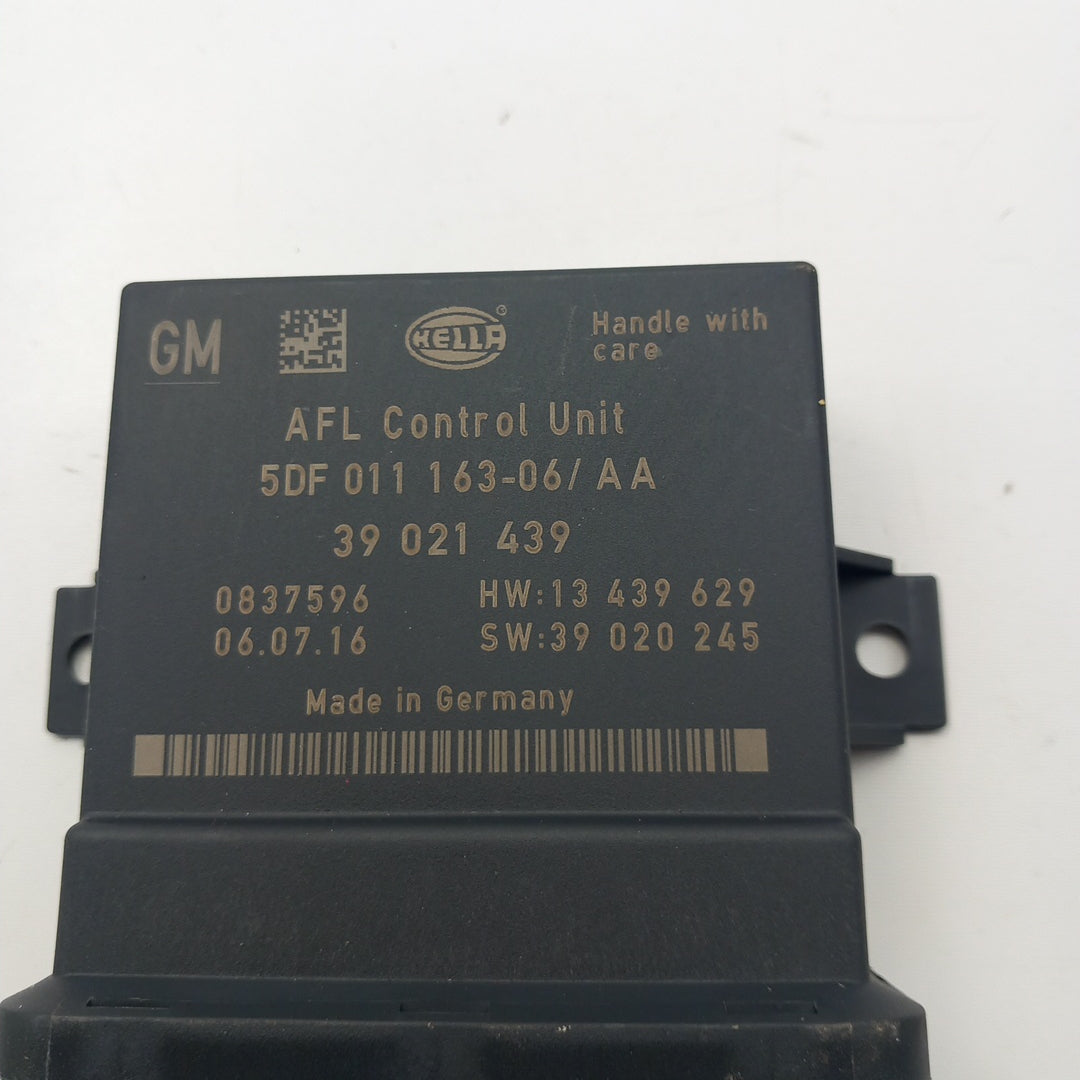 GM
HELLA®
Handle with
care
AFL Control Unit
5DF 011 163-06/AA
39 021 439
0837596
HW:13 439 629
06.07.16
SW:39 020 245
Made in Germany